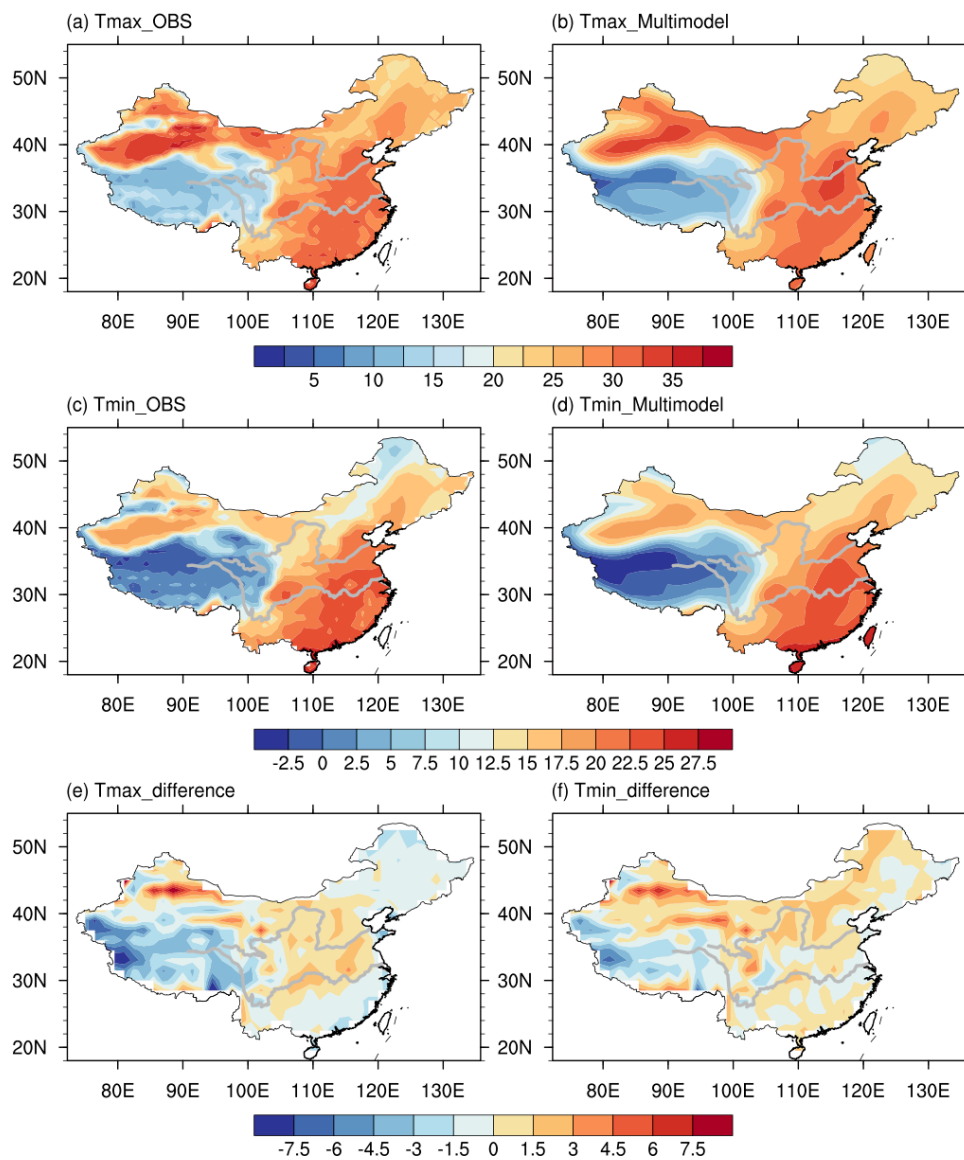 (a) Tmax_OBS (b) Tmax_Multimodel
50N 50N
40N 40N
30N 30N
20N 20N
80E 90E 100E 110E 120E 130E 80E 90E 100E 110E 120E 130E
5 10 15 20 25 30 35
(c) Tmin_OBS (d) Tmin_Multimodel
50N 50N
40N 40N
30N 30N
20N 20N
80E 90E 100E 110E 120E 130E 80E 90E 100E 110E 120E 130E
-2.5 0 2.5 5 7.5 10 12.5 15 17.5 20 22.5 25 27.5
(e) Tmax_difference (f) Tmin_difference
50N 50N
40N 40N
30N 30N
20N 20N
80E 90E 100E 110E 120E 130E 80E 90E 100E 110E 120E 130E
-7.5 -6 -4.5 -3 -1.5 0 1.5 3 4.5 6 7.5